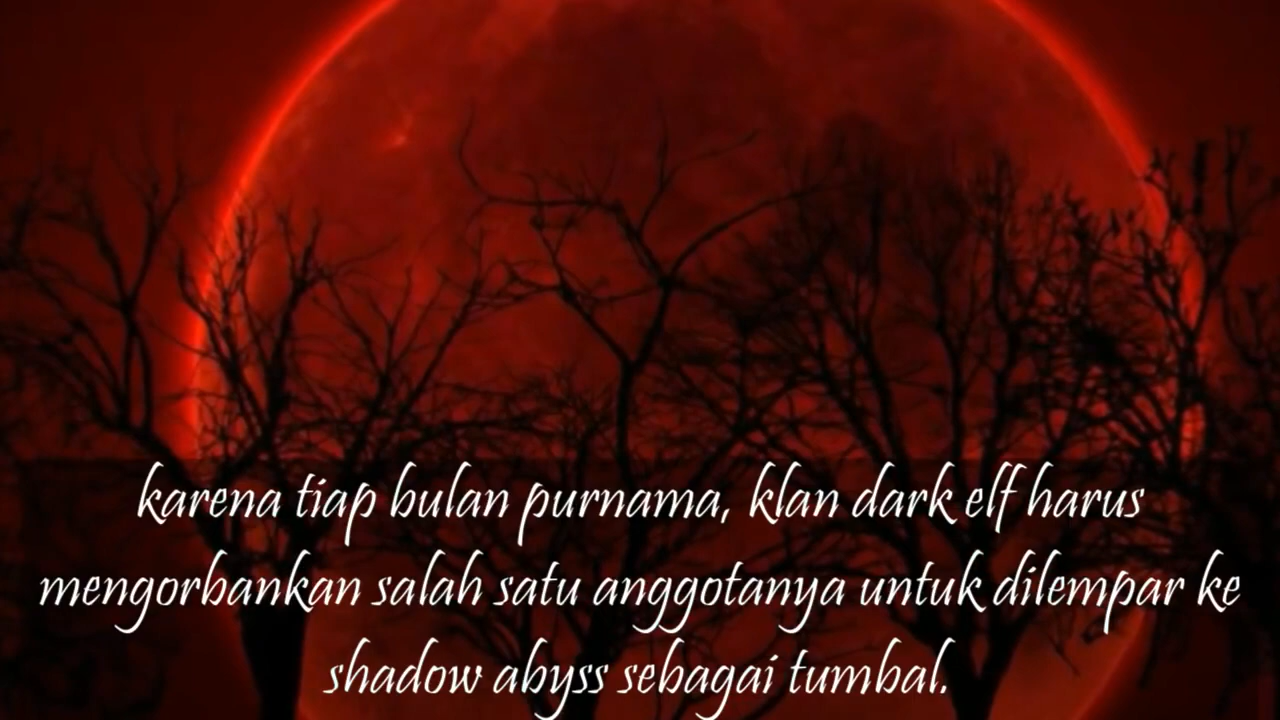 karena tiap bulan purnama, klan dark elf harus
mengorbankan salah satu anggotanya untuk dilempar ke
shadow abyss sebagai tumbal.